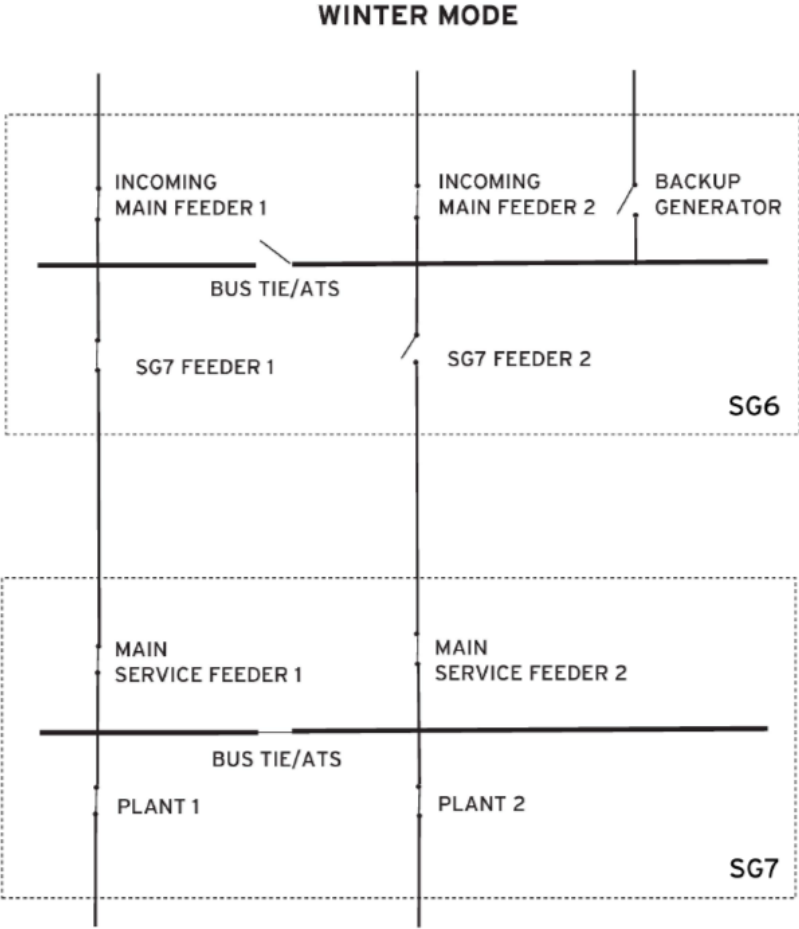 WINTER MODE
INCOMING
MAIN FEEDER 1
INCOMING
MAIN FEEDER 2
BACKUP
GENERATOR
BUS TIE/ATS
SG7 FEEDER 1
SG7 FEEDER 2
SG6
MAIN
SERVICE FEEDER 1
MAIN
SERVICE FEEDER 2
BUS TIE/ATS
PLANT 1
PLANT 2
SG7